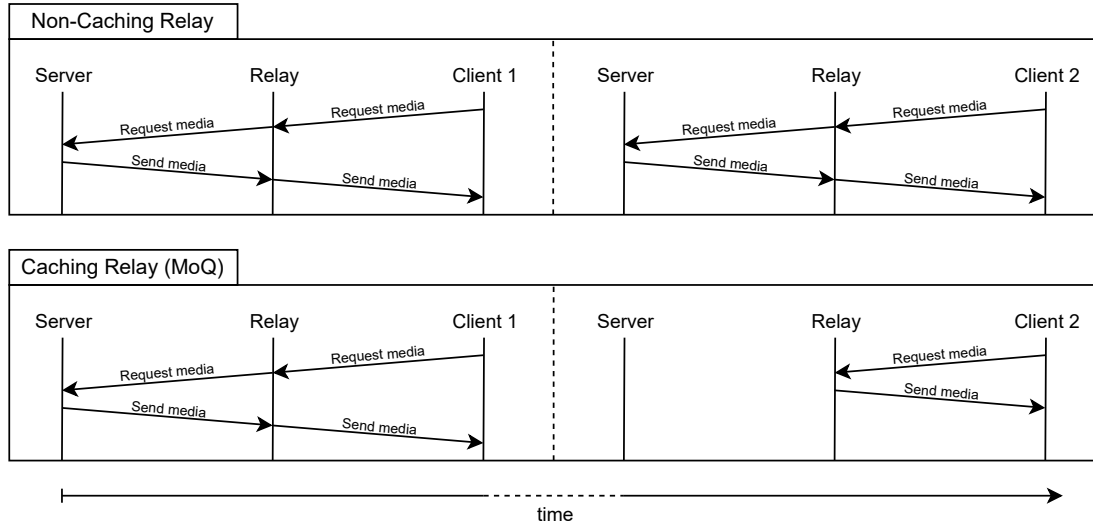 Non-Caching Relay
Server Relay Client 1 Server Relay Client 2
Request media Request media
Request media Request media
Send media Send media
Send media Send media
Caching Relay (MoQ)
Server Relay Client 1 Server Relay Client 2
Request media Request media
Request media
Send media Send media
Send media
time